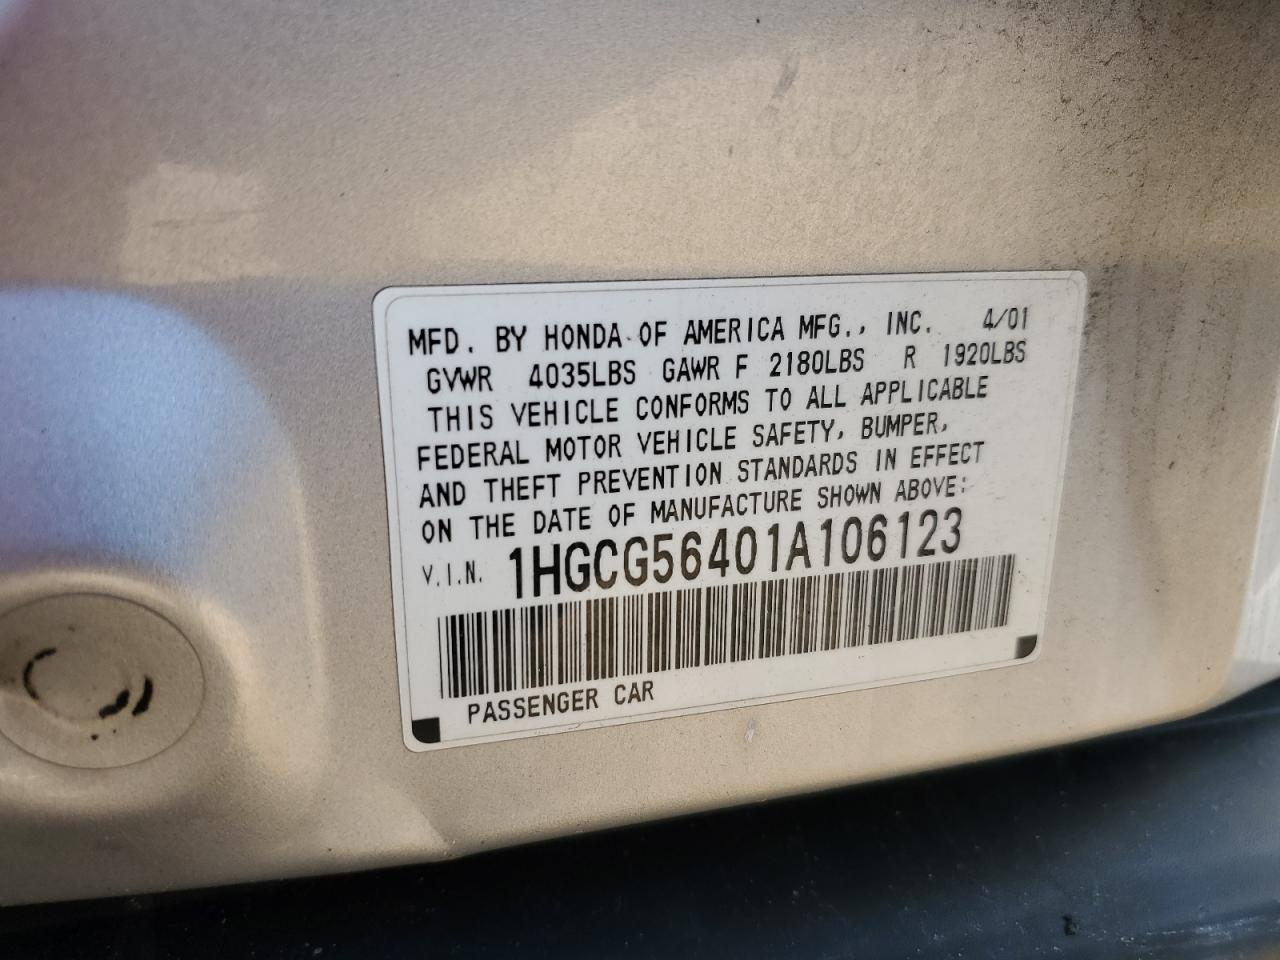 MFD. BY HONDA OF AMERICA MFG., INC. 4/01
GVWR 4035LBS GAWR F 2180LBS R 1920LBS
THIS VEHICLE CONFORMS TO ALL APPLICABLE
FEDERAL MOTOR VEHICLE SAFETY, BUMPER,
AND THEFT PREVENTION STANDARDS IN EFFECT
ON THE DATE OF MANUFACTURE SHOWN ABOVE:
V.I.N. 1HGCG56401A106123
PASSENGER CAR